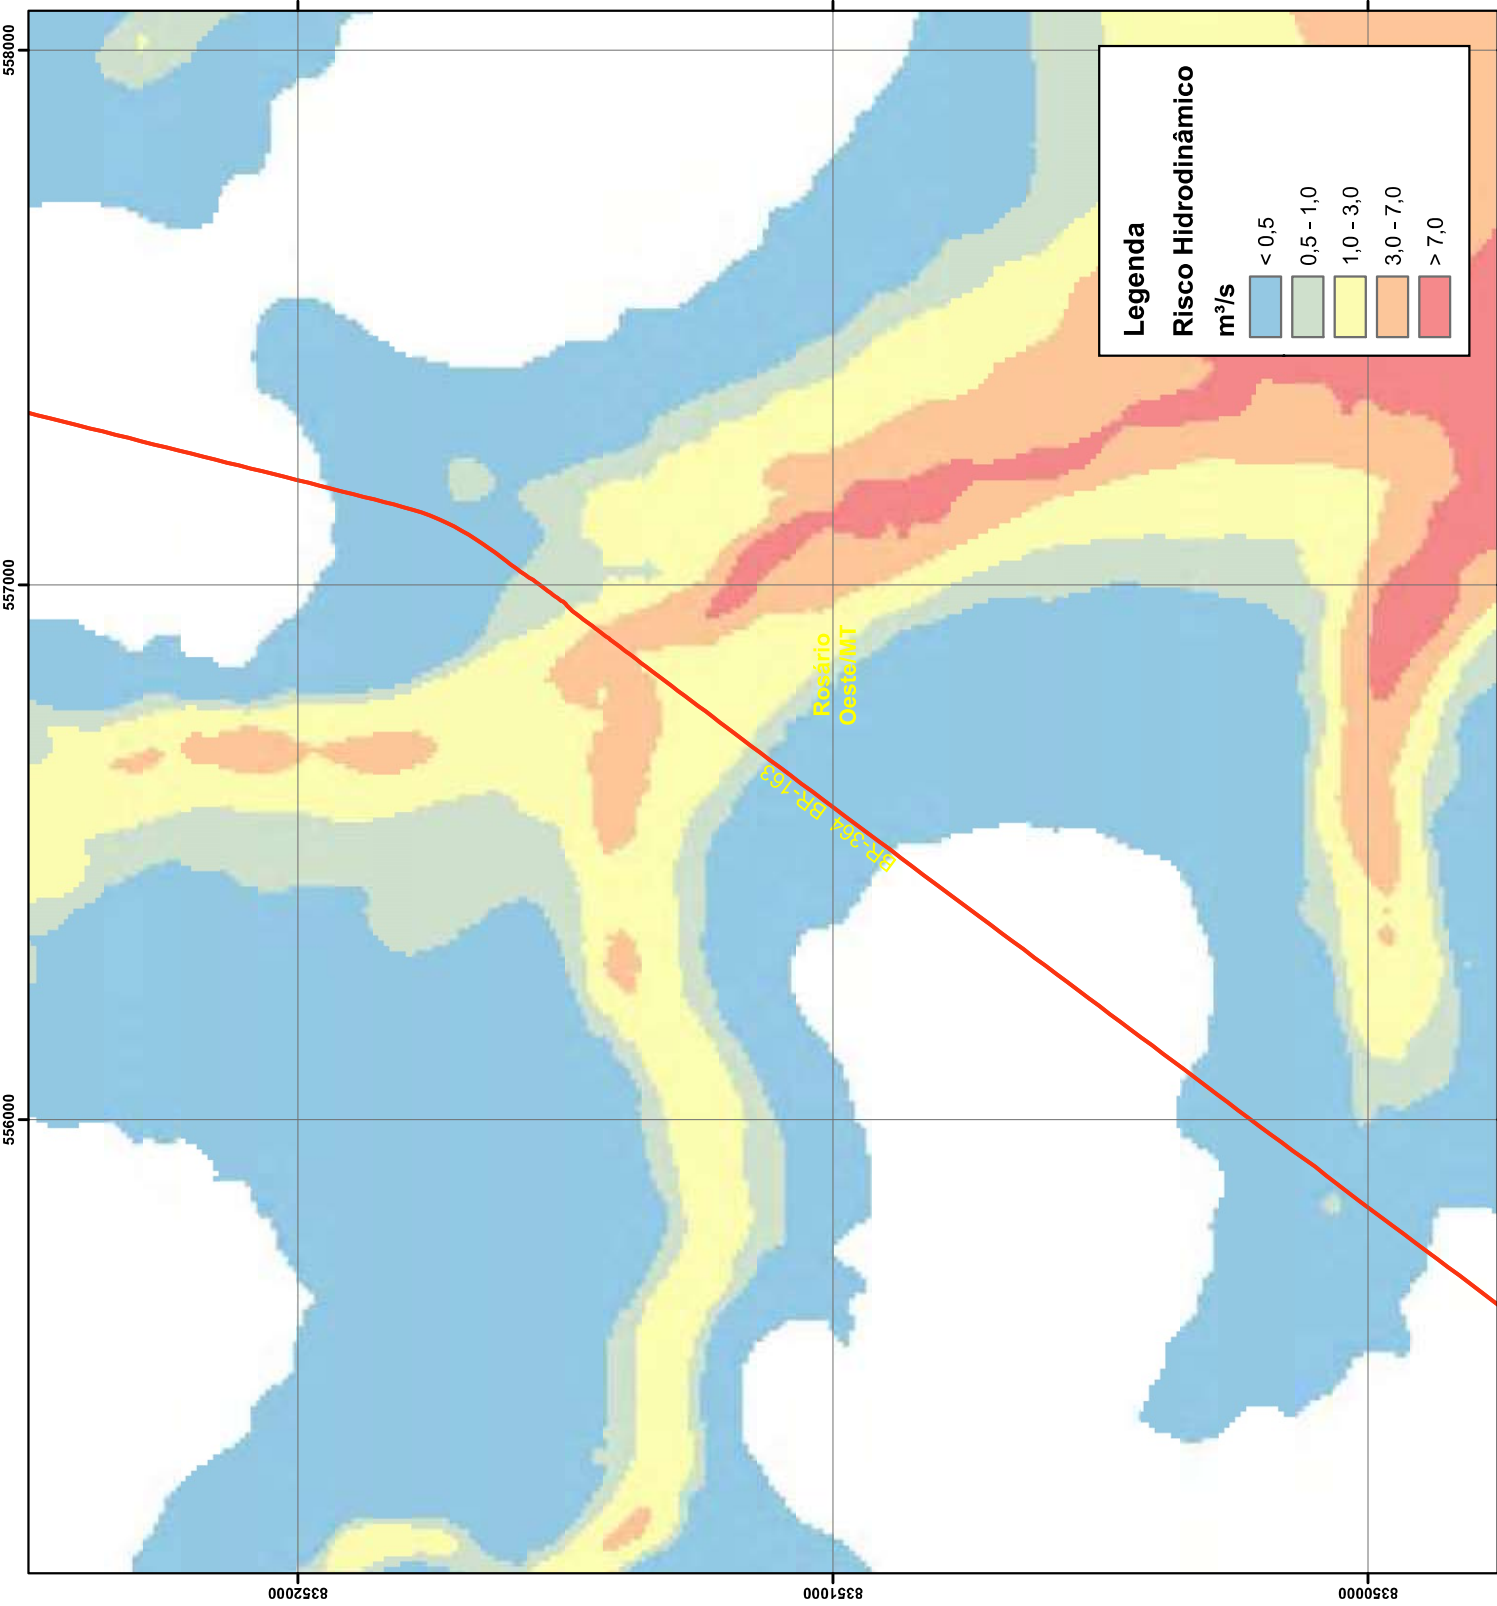 558000
557000
556000
8352000
8351000
8350000
Legenda
Risco Hidrodinâmico
m³/s
< 0,5
0,5 - 1,0
1,0 - 3,0
3,0 - 7,0
> 7,0
Rosário
Oeste/MT
BR-364 BR-163